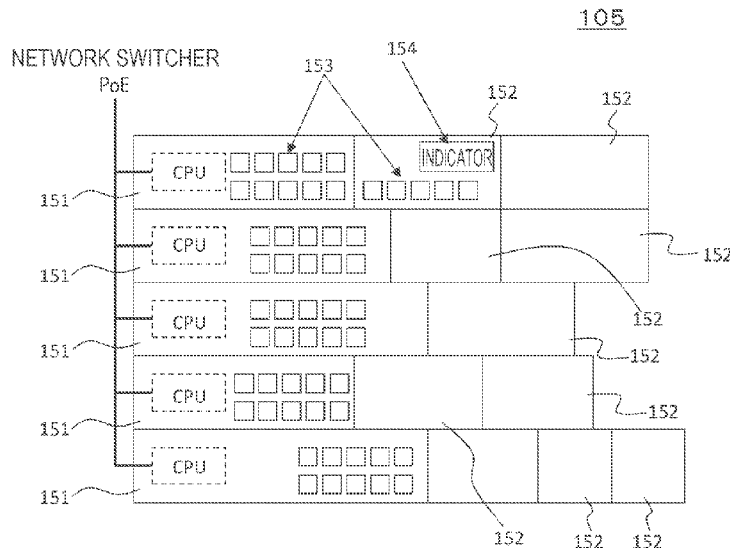 105
NETWORK SWITCHER
PoE
153
154
152
152
CPU
INDICATOR
151
CPU
152
151
152
CPU
152
151
CPU
152
151
CPU
151
152
152
152